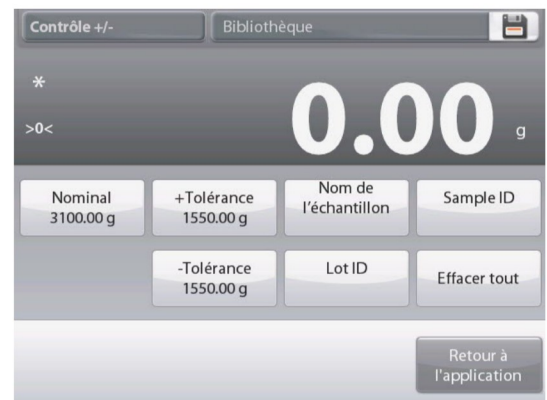 Contrôle +/-
Bibliothèque
*
>0<
0.00 g
Nominal
3100.00 g
+Tolérance
1550.00 g
Nom de
l'échantillon
Sample ID
-Tolérance
1550.00 g
Lot ID
Effacer tout
Retour à
l'application